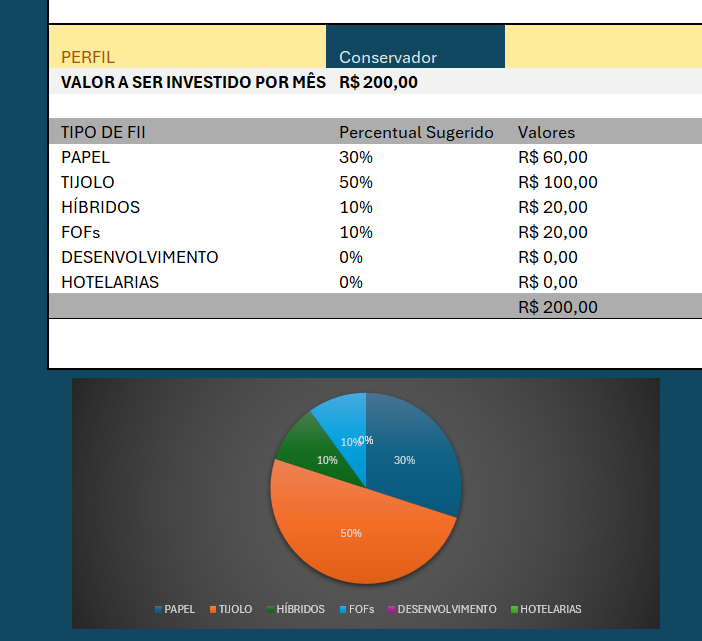 PERFIL Conservador
VALOR A SER INVESTIDO POR MÊS R$ 200,00
TIPO DE FII Percentual Sugerido Valores
PAPEL 30% R$ 60,00
TIJOLO 50% R$ 100,00
HÍBRIDOS 10% R$ 20,00
FOFs 10% R$ 20,00
DESENVOLVIMENTO 0% R$ 0,00
HOTELARIAS 0% R$ 0,00
R$ 200,00
10% 0%
10% 30%
50%
PAPEL TIJOLO HÍBRIDOS FOFs DESENVOLVIMENTO HOTELARIAS